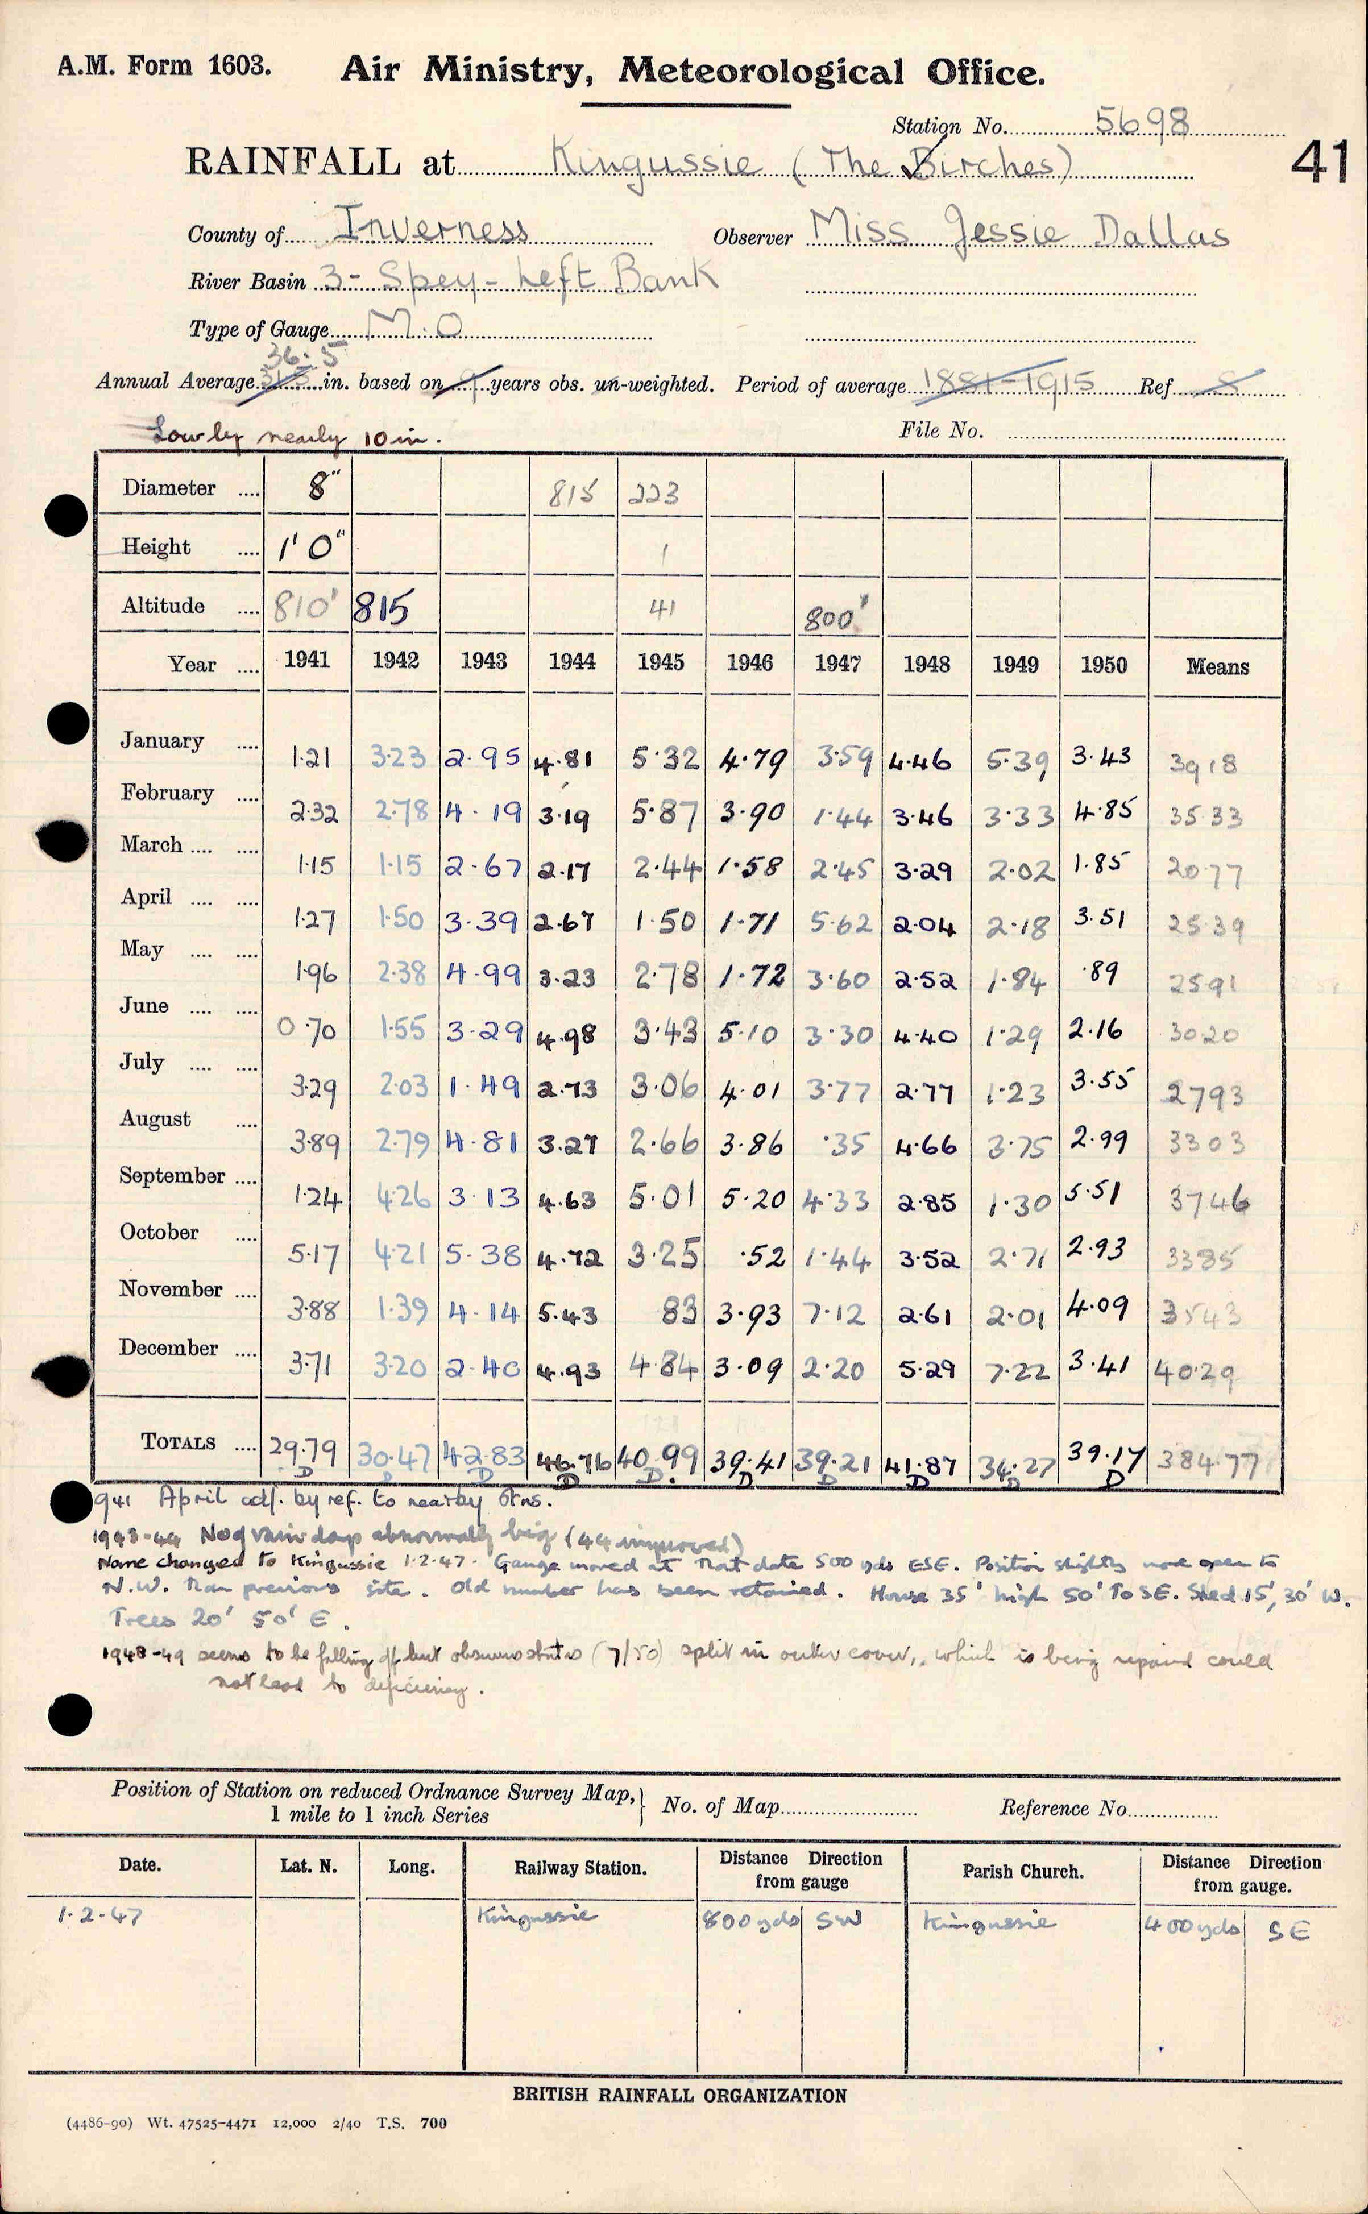 A.M. Form 1603. Air Ministry, Meteorological Office.
Station No. 5698
RAINFALL at Kingussie (The Birches) 41
County of Inverness Observer Miss Jessie Dallas
River Basin 3 - Spey - Left Bank
Type of Gauge M.O
36.5
Annual Average in. based on 9 years obs. un-weighted. Period of average 1881-1915 Ref 8
Low by nearly 10 in. File No.
Diameter 8" 815 223
Height 1' 0" 1
Altitude 810' 815 41 800'
Year 1941 1942 1943 1944 1945 1946 1947 1948 1949 1950 Means
January 1.21 3.23 2.95 4.81 5.32 4.79 3.59 4.46 5.39 3.43 3918
February 2.32 2.78 4.19 3.19 5.87 3.90 1.44 3.46 3.33 4.85 35.33
March 1.15 1.15 2.67 2.17 2.44 1.58 2.45 3.29 2.02 1.85 20.77
April 1.27 1.50 3.39 2.67 1.50 1.71 5.62 2.04 2.18 3.51 25.39
May 1.96 2.38 4.99 3.23 2.78 1.72 3.60 2.52 1.84 .89 25.91
June 0.70 1.55 3.29 4.98 3.43 5.10 3.30 4.40 1.29 2.16 30.20
July 3.29 2.03 1.49 2.73 3.06 4.01 3.77 2.77 1.23 3.55 2793
August 3.89 2.79 4.81 3.27 2.66 3.86 .35 4.66 3.75 2.99 3303
September 1.24 4.26 3.13 4.63 5.01 5.20 4.33 2.85 1.30 5.51 3746
October 5.17 4.21 5.38 4.72 3.25 .52 1.44 3.52 2.71 2.93 3385
November 3.88 1.39 4.14 5.43 83 3.93 7.12 2.61 2.01 4.09 3543
December 3.71 3.20 2.40 4.93 4.84 3.09 2.20 5.29 7.22 3.41 40.29
TOTALS 29.79 30.47 42.83 46.76 40.99 39.41 39.21 41.87 34.27 39.17 384.77
D D D D D D D D D
941 April adj. by ref. to nearby Stns.
1943-44 No of rain days abnormally big (44 improved)
Name changed to Kingussie 1.2.47. Gauge moved at that date 500 yds ESE. Position slightly more open to
N.W. than previous site. Old number has been retained. House 35' high 50' To SE. Shed 15', 30' W.
Trees 20' 50' E.
1948-49 seems to be falling off but observer states (7/50) split in outer cover, which is being repaired could
not lead to deficiency.
Position of Station on reduced Ordnance Survey Map, No. of Map Reference No.
1 mile to 1 inch Series
Date. Lat. N. Long. Railway Station. Distance Direction from gauge Parish Church. Distance Direction from gauge.
1.2.47 Kingussie 800 yds SW Kingussie 400 yds SE
BRITISH RAINFALL ORGANIZATION
(4486-90) Wt. 47525-4471 12,000 2/40 T.S. 700